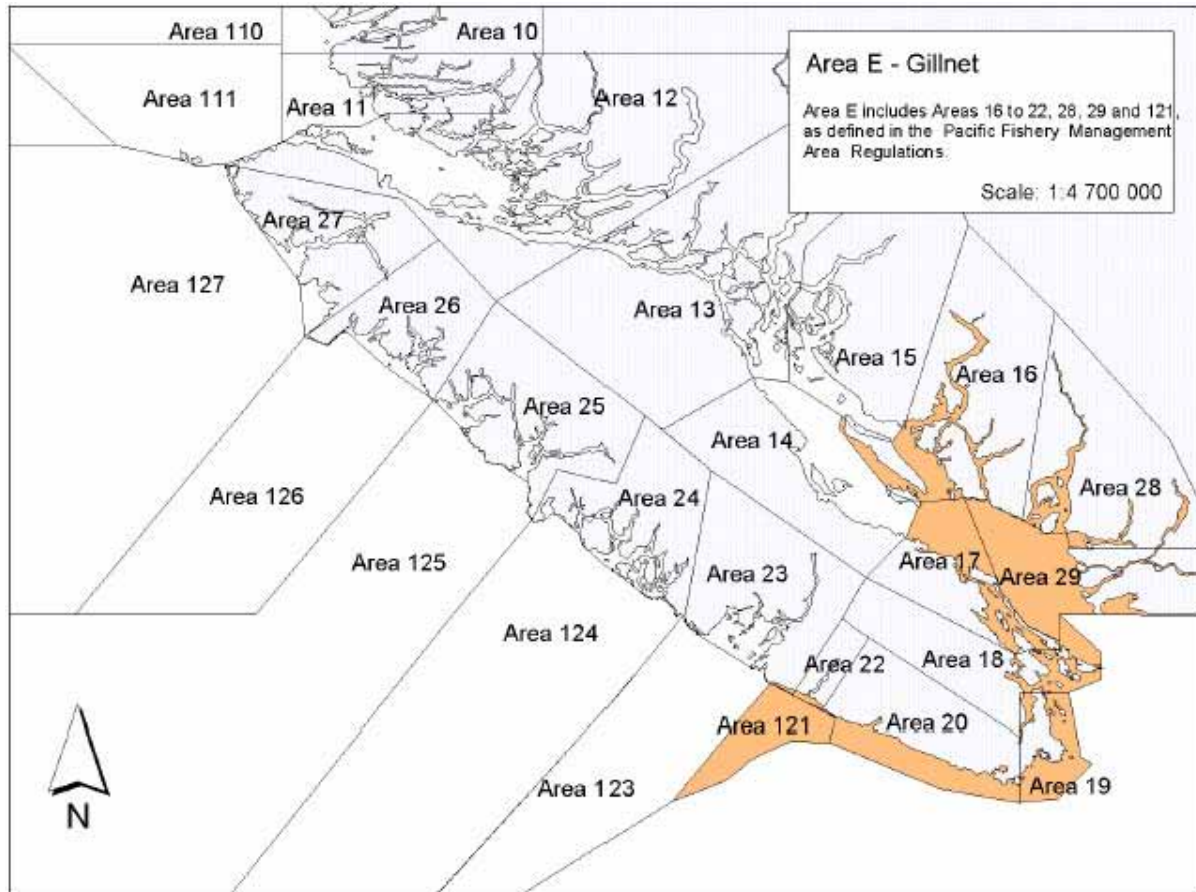 Area 110
Area 10
Area 111
Area 11
Area 12
Area E - Gillnet
Area E includes Areas 16 to 22, 28, 29 and 121,
as defined in the Pacific Fishery Management
Area Regulations.
Scale: 1:4 700 000
Area 27
Area 127
Area 26
Area 13
Area 15
Area 16
Area 25
Area 14
Area 28
Area 126
Area 24
Area 125
Area 23
Area 17
Area 29
Area 124
Area 22
Area 18
Area 121
Area 20
Area 123
Area 19
N